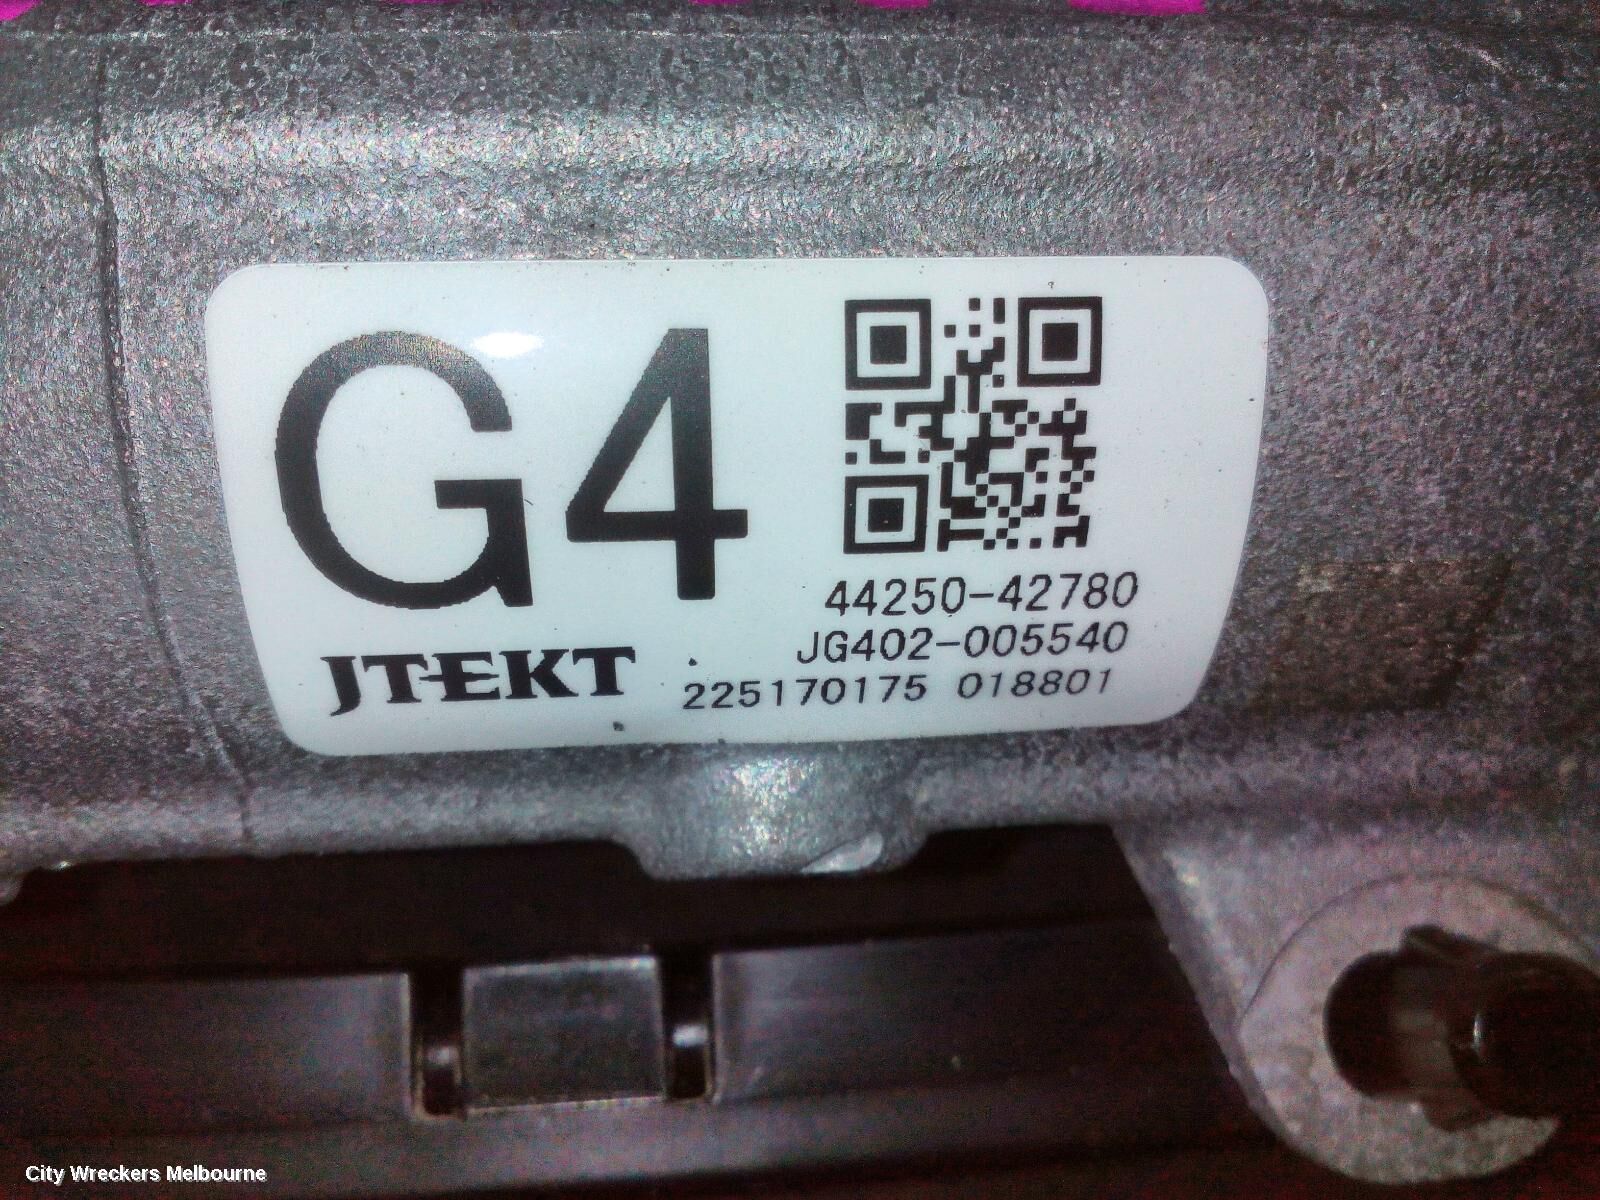 G4
44250-42780
JG402-005540
JTEKT
225170175 018801
City Wreckers Melbourne